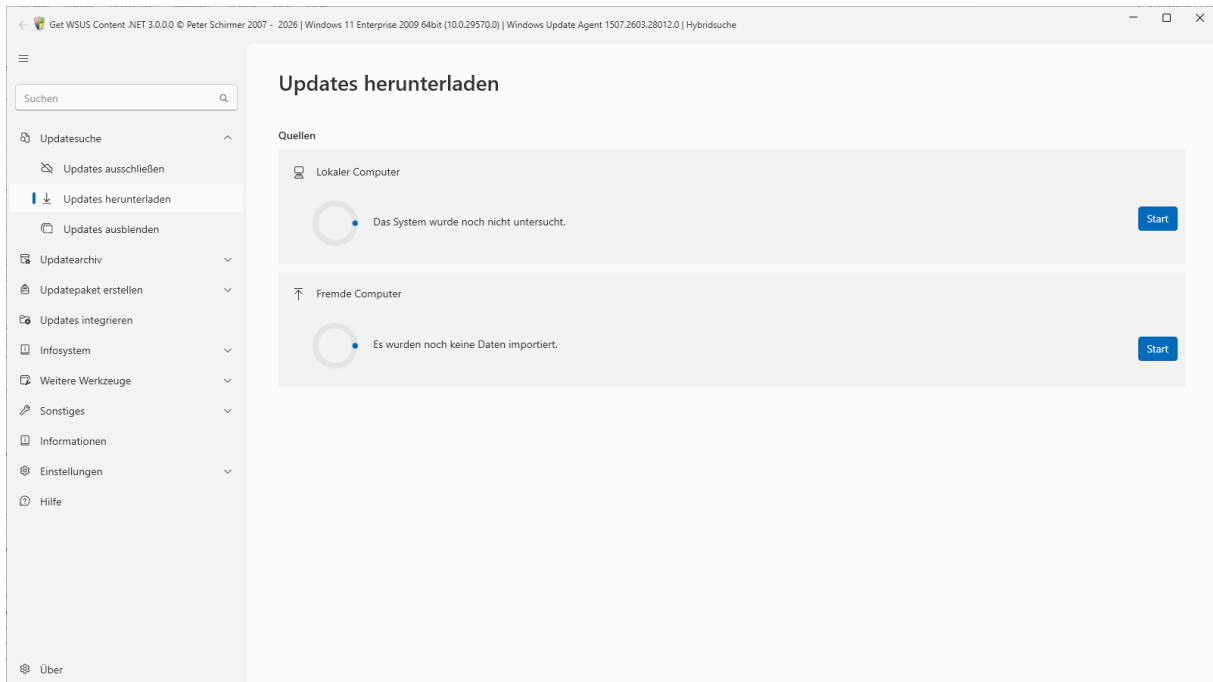 Get WSUS Content .NET 3.0.0.0 © Peter Schirmer 2007 - 2026 | Windows 11 Enterprise 2009 64bit (10.0.29570.0) | Windows Update Agent 1507.2603.28012.0 | Hybridsuche
Suchen
Updatesuche
Updates ausschließen
Updates herunterladen
Updates ausblenden
Updatearchiv
Updatepaket erstellen
Updates integrieren
Infosystem
Weitere Werkzeuge
Sonstiges
Informationen
Einstellungen
Hilfe
Über
Updates herunterladen
Quellen
Lokaler Computer
Das System wurde noch nicht untersucht.
Start
Fremde Computer
Es wurden noch keine Daten importiert.
Start